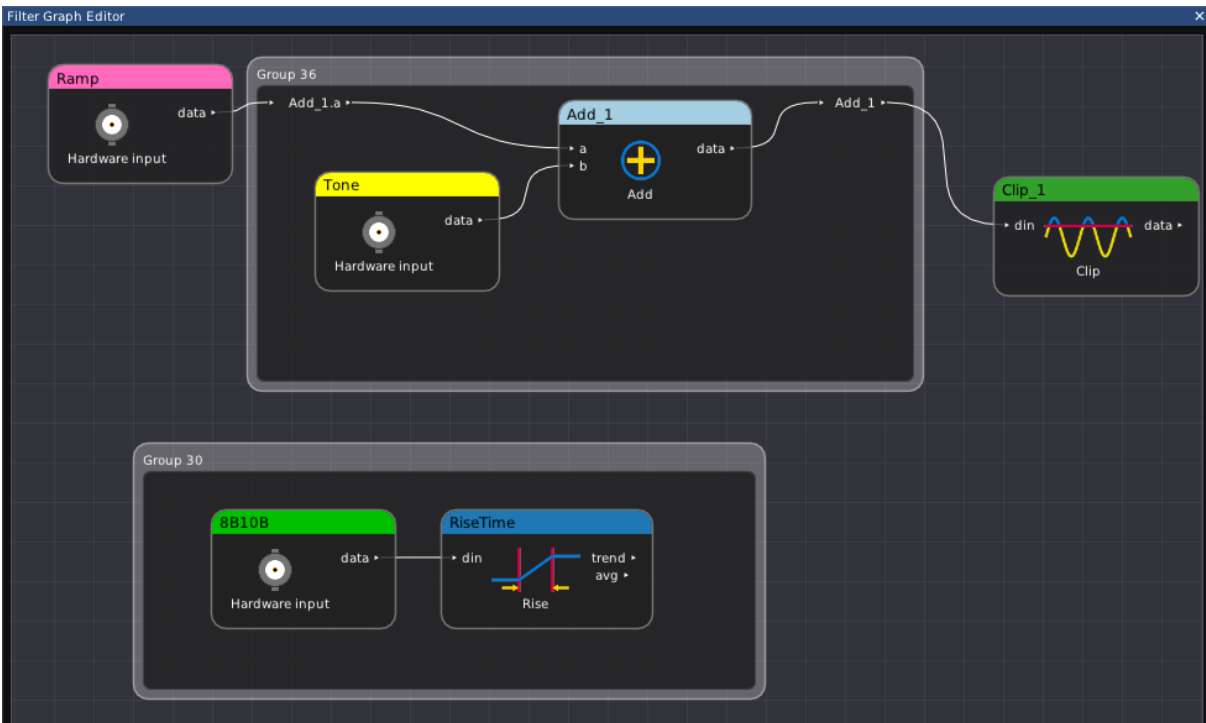 Filter Graph Editor
Ramp
data
Hardware input
Group 36
Add_1.a
Add_1
a
b
data
Add
Add_1
Tone
data
Hardware input
Clip_1
din
data
Clip
Group 30
8B10B
data
Hardware input
RiseTime
din
trend
avg
Rise